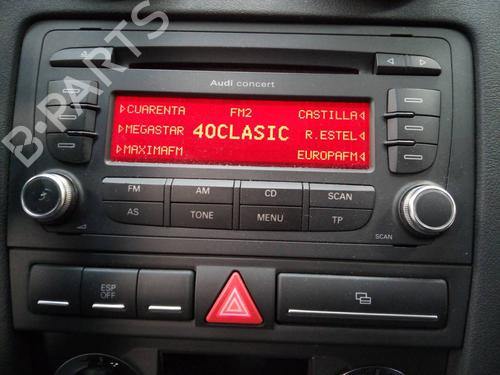 Audi concert
CUARENTA FM2 CASTILLA
MEGASTAR 40CLASIC R.ESTEL
MAXIMAFM EUROPAFM
FM AM CD SCAN
AS TONE MENU TP
SCAN
ESP
OFF
B-PARTS